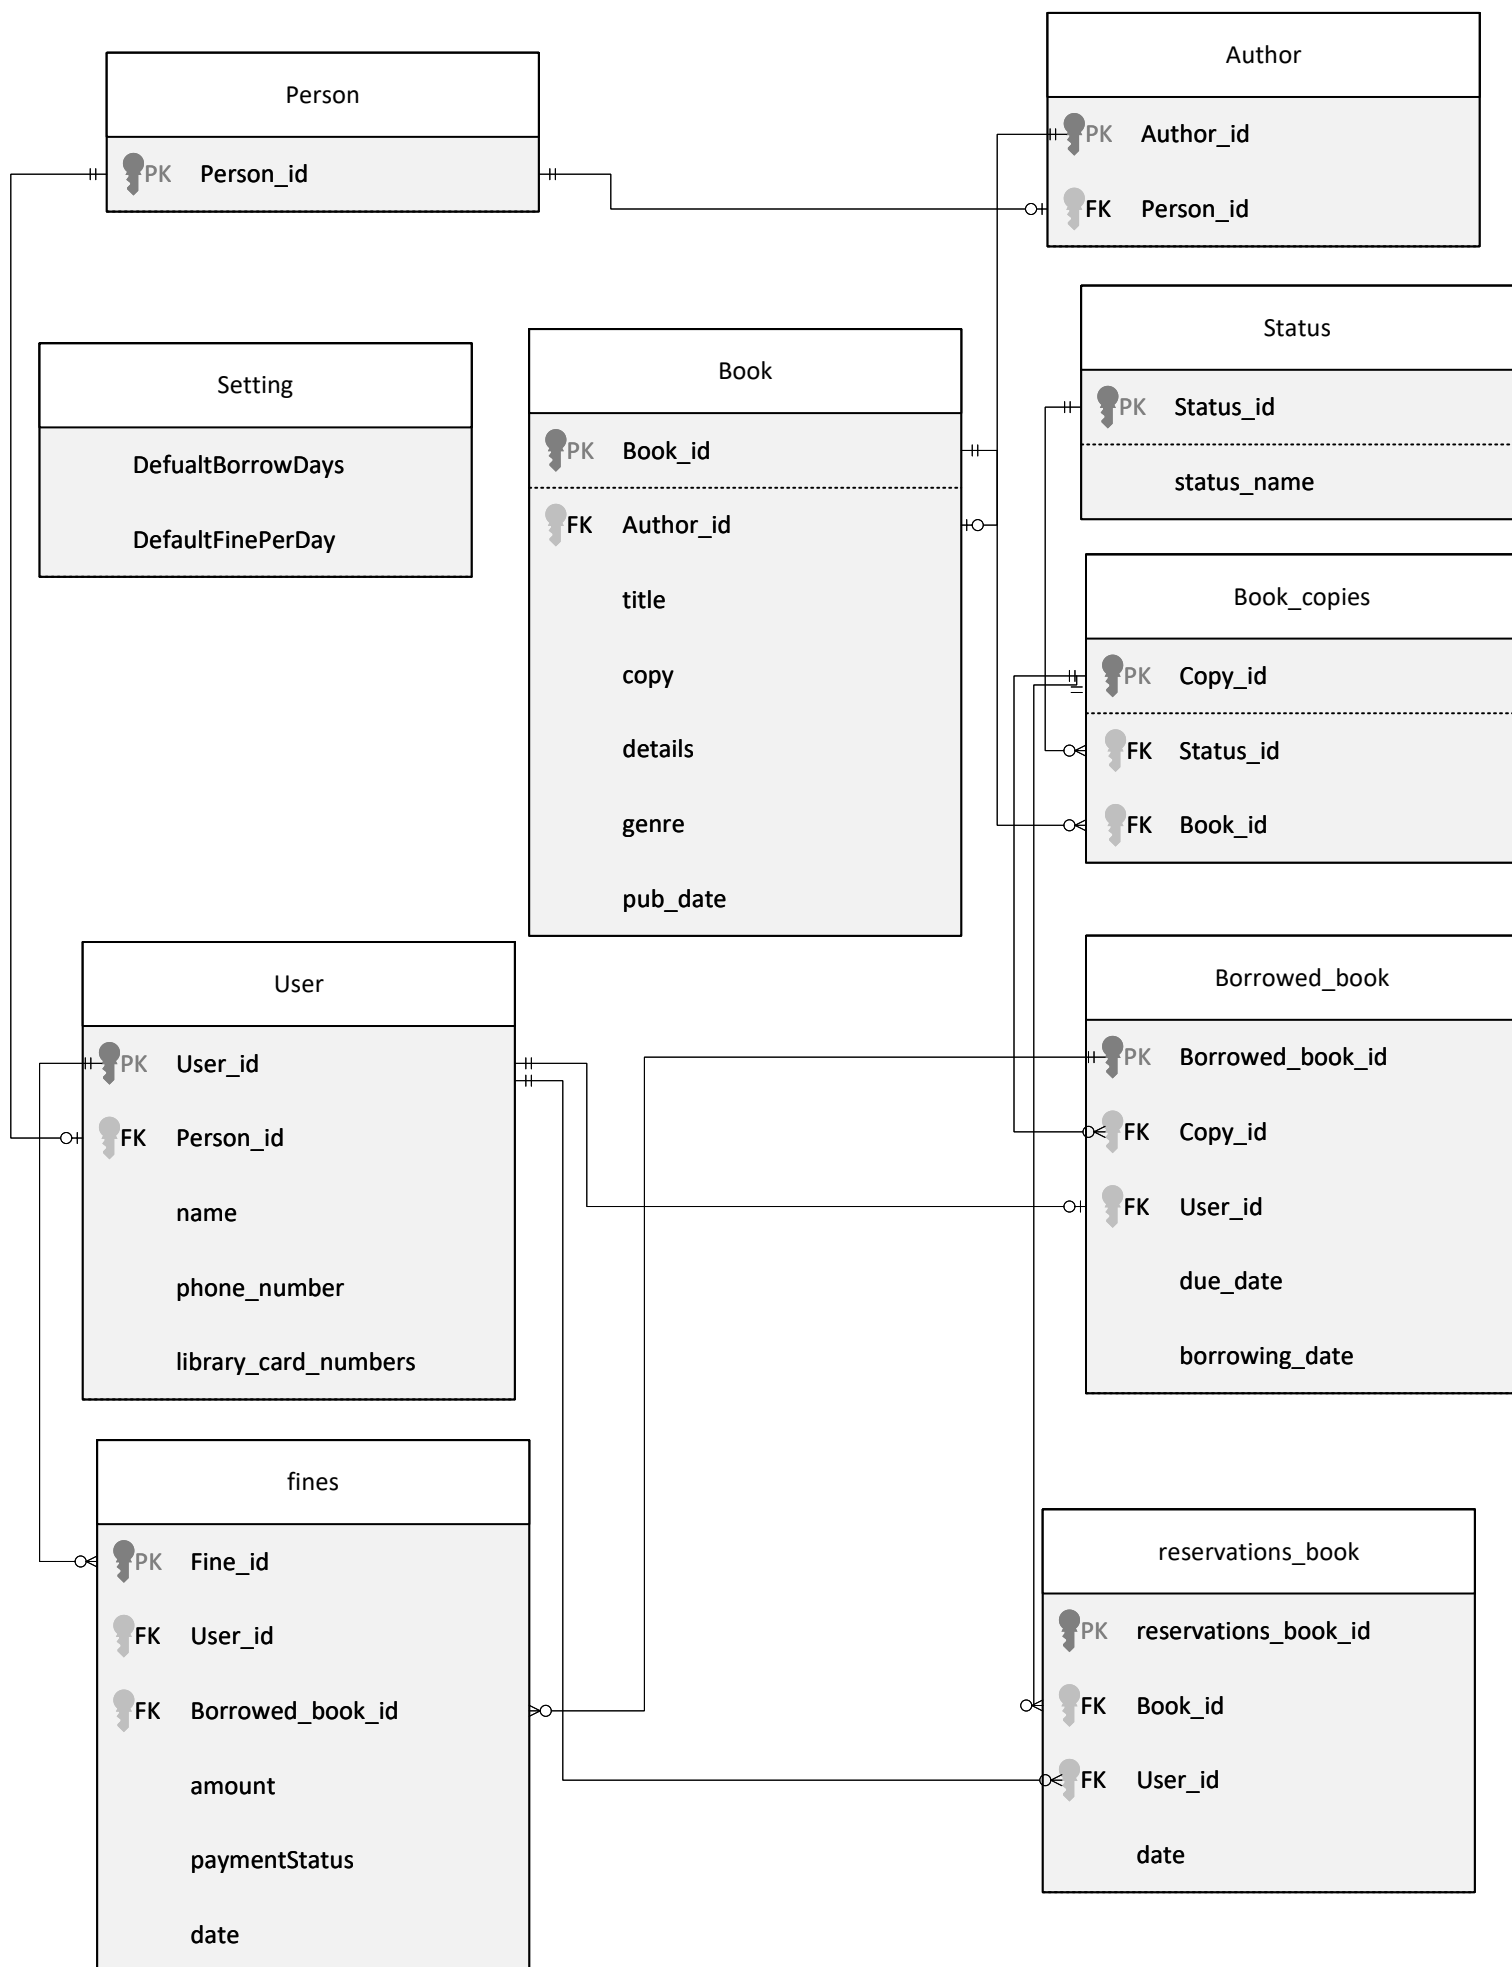 Person
PK Person_id
Author
PK Author_id
FK Person_id
Setting
DefualtBorrowDays
DefaultFinePerDay
Book
PK Book_id
FK Author_id
title
copy
details
genre
pub_date
Status
PK Status_id
status_name
Book_copies
PK Copy_id
FK Status_id
FK Book_id
User
PK User_id
FK Person_id
name
phone_number
library_card_numbers
Borrowed_book
PK Borrowed_book_id
FK Copy_id
FK User_id
due_date
borrowing_date
fines
PK Fine_id
FK User_id
FK Borrowed_book_id
amount
paymentStatus
date
reservations_book
PK reservations_book_id
FK Book_id
FK User_id
date